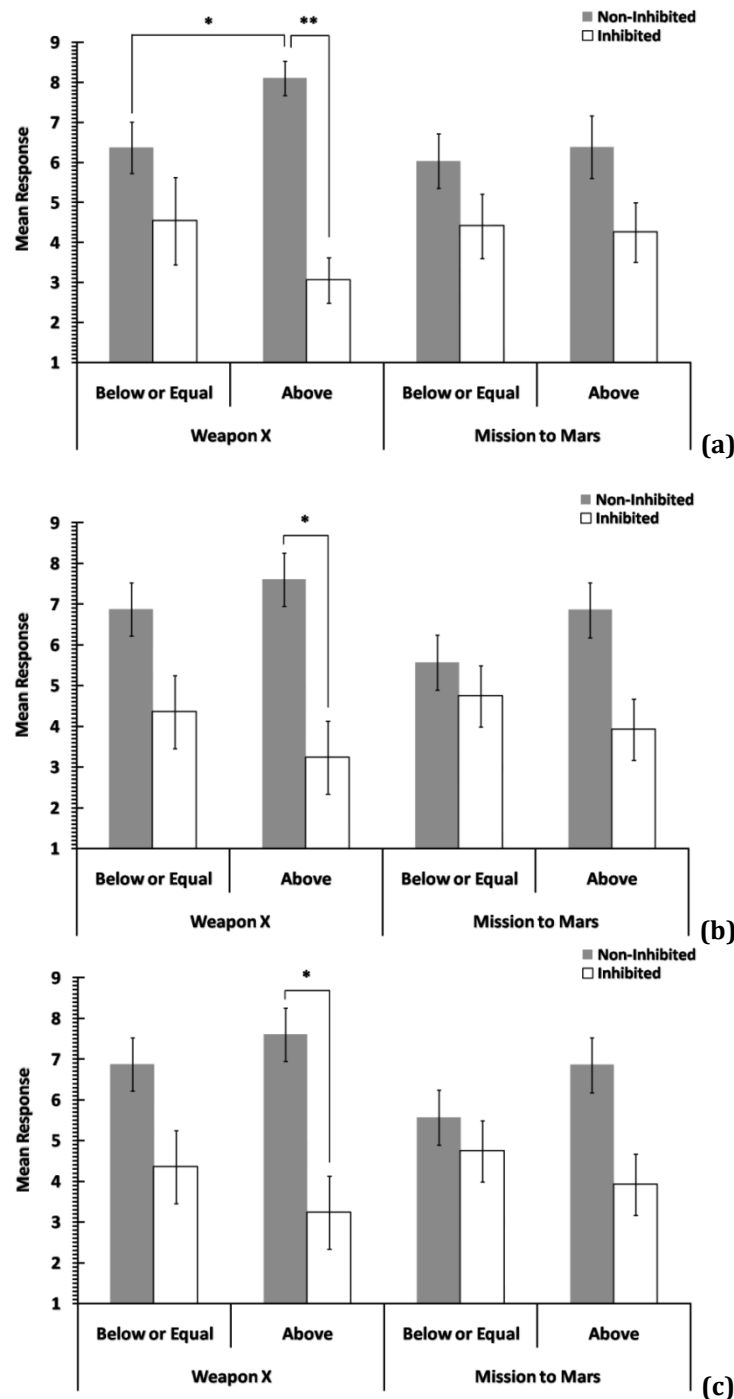 Non-Inhibited
Inhibited
* **
9
8
7
6
5
4
3
2
1
Mean Response
Below or Equal Above Below or Equal Above
Weapon X Mission to Mars
(a)
Non-Inhibited
Inhibited
*
9
8
7
6
5
4
3
2
1
Mean Response
Below or Equal Above Below or Equal Above
Weapon X Mission to Mars
(b)
Non-Inhibited
Inhibited
*
9
8
7
6
5
4
3
2
1
Mean Response
Below or Equal Above Below or Equal Above
Weapon X Mission to Mars
(c)